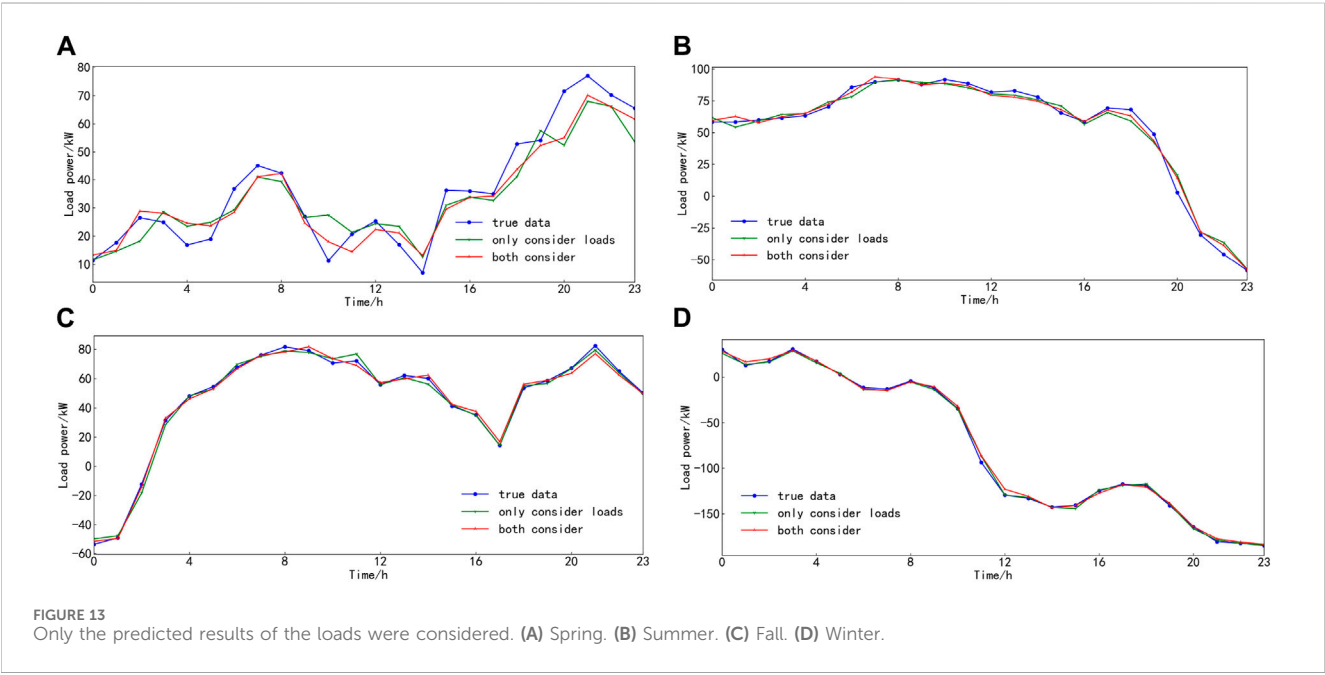 A
80
70
60
50
40
30
20
10
Load power/kW
0
4
8
12
16
20
23
Time/h
true data
only consider loads
both consider
B
100
75
50
25
0
−25
−50
Load power/kW
0
4
8
12
16
20
23
Time/h
true data
only consider loads
both consider
C
80
60
40
20
0
−20
−40
−60
Load power/kW
0
4
8
12
16
20
23
Time/h
true data
only consider loads
both consider
D
0
−50
−100
−150
Load power/kW
0
4
8
12
16
20
23
Time/h
true data
only consider loads
both consider
FIGURE 13
Only the predicted results of the loads were considered. (A) Spring. (B) Summer. (C) Fall. (D) Winter.